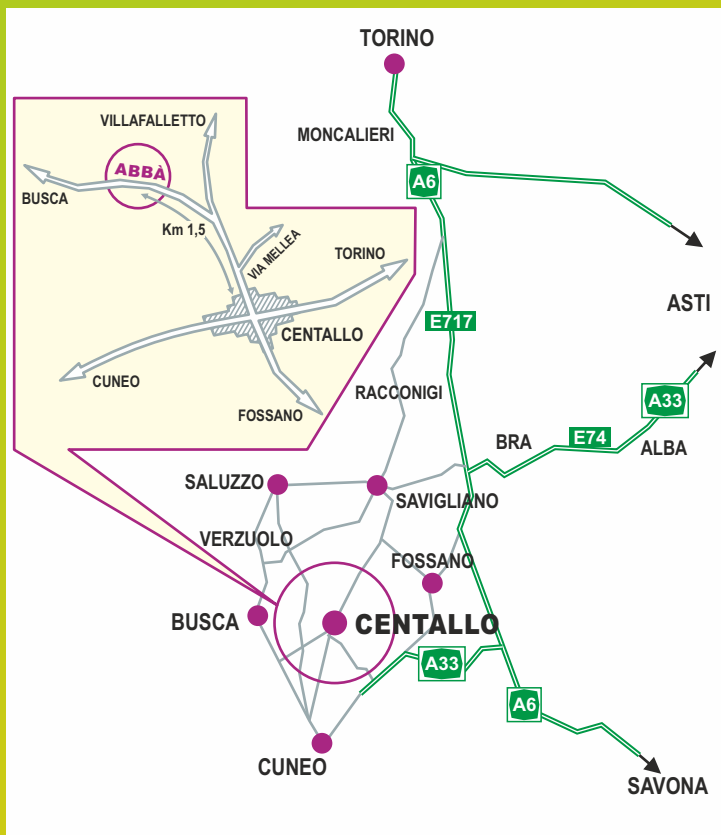 TORINO
MONCALIERI
A6
VILLAFALLETTO
ABBÀ
BUSCA
Km 1,5
VIA MELLEA
TORINO
CENTALLO
CUNEO
FOSSANO
ASTI
E717
RACCONIGI
A33
BRA
E74
ALBA
SALUZZO
SAVIGLIANO
VERZUOLO
FOSSANO
BUSCA
CENTALLO
A33
A6
CUNEO
SAVONA